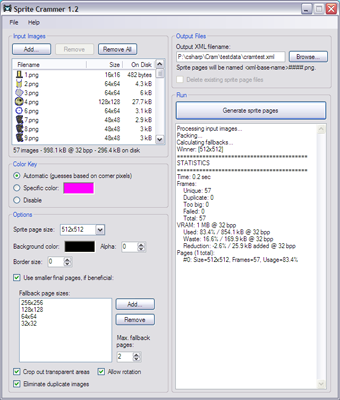 Sprite Crammer 1.2
File Help
Input Images
Add... Remove Remove All
Filename Size On Disk
1.png 16x16 482 bytes
2.png 64x64 4.3 kB
3.png 64x64 6 kB
4.png 128x128 27.7 kB
5.png 64x64 4.9 kB
6.png 64x64 9.1 kB
7.png 48x48 2.9 kB
8.png 48x48 3 kB
9.png 48x48
57 images - 998.1 kB @ 32 bpp - 296.4 kB on disk
Color Key
Automatic (guesses based on corner pixels)
Specific color:
Disable
Options
Sprite page size: 512x512
Background color: Alpha: 0
Border size: 0
Use smaller final pages, if beneficial:
Fallback page sizes:
256x256
128x128
64x64
32x32
Add...
Remove
Max. fallback pages:
2
Crop out transparent areas Allow rotation
Eliminate duplicate images
Output Files
Output XML filename:
P:\csharp\Cram\testdata\cramtest.xml Browse...
Sprite pages will be named <xml-base-name>#####.png.
Delete existing sprite page files
Run
Generate sprite pages
Processing input images...
Packing...
Calculating fallbacks...
Winner: [512x512]
STATISTICS
Time: 0.2 sec
Frames:
Unique: 57
Duplicate: 0
Too big: 0
Failed: 0
Total: 57
VRAM: 1 MB @ 32 bpp
Used: 83.4% / 854.1 kB @ 32 bpp
Waste: 16.6% / 169.9 kB @ 32 bpp
Reduction: -2.6% / 25.9 kB added @ 32 bpp
Pages (1 total):
#0: Size=512x512, Frames=57, Usage=83.4%